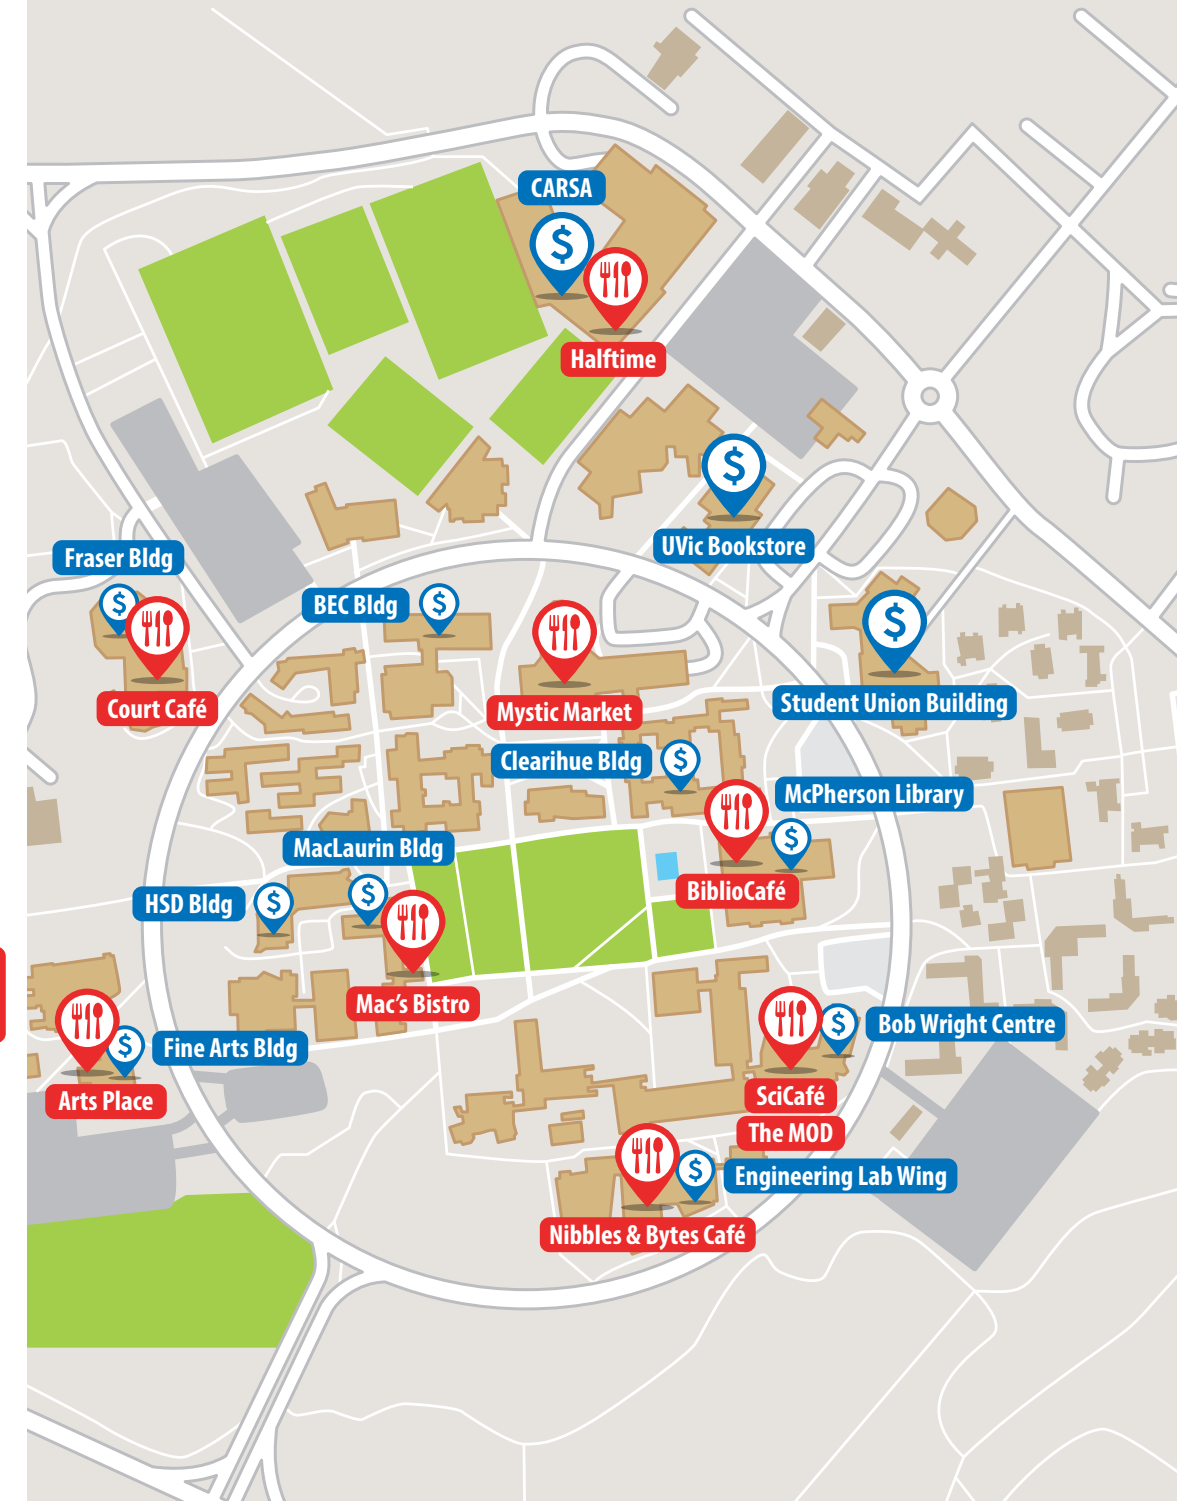 CARSA
Halftime
UVic Bookstore
Fraser Bldg
BEC Bldg
Court Café
Mystic Market
Student Union Building
Clearihue Bldg
McPherson Library
MacLaurin Bldg
BiblioCafé
HSD Bldg
Mac's Bistro
Bob Wright Centre
Fine Arts Bldg
Arts Place
SciCafé
The MOD
Engineering Lab Wing
Nibbles & Bytes Café